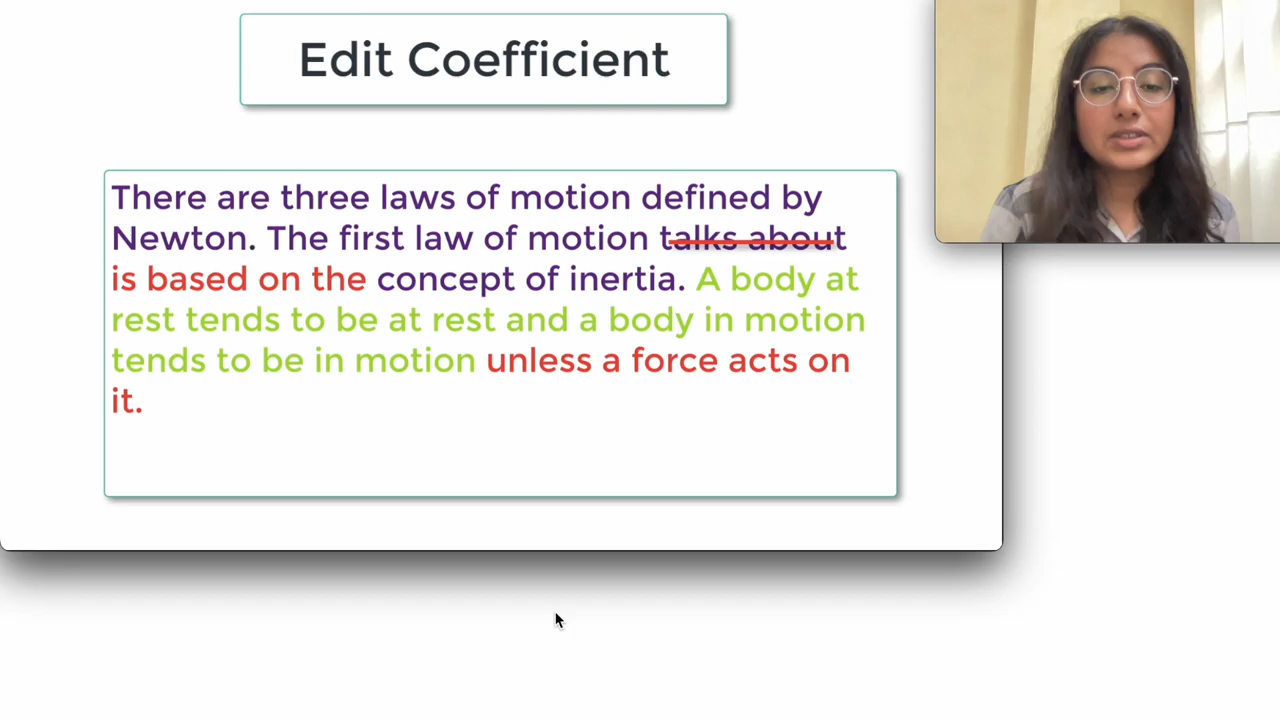 Edit Coefficient
There are three laws of motion defined by
Newton. The first law of motion talks about
is based on the concept of inertia. A body at
rest tends to be at rest and a body in motion
tends to be in motion unless a force acts on
it.